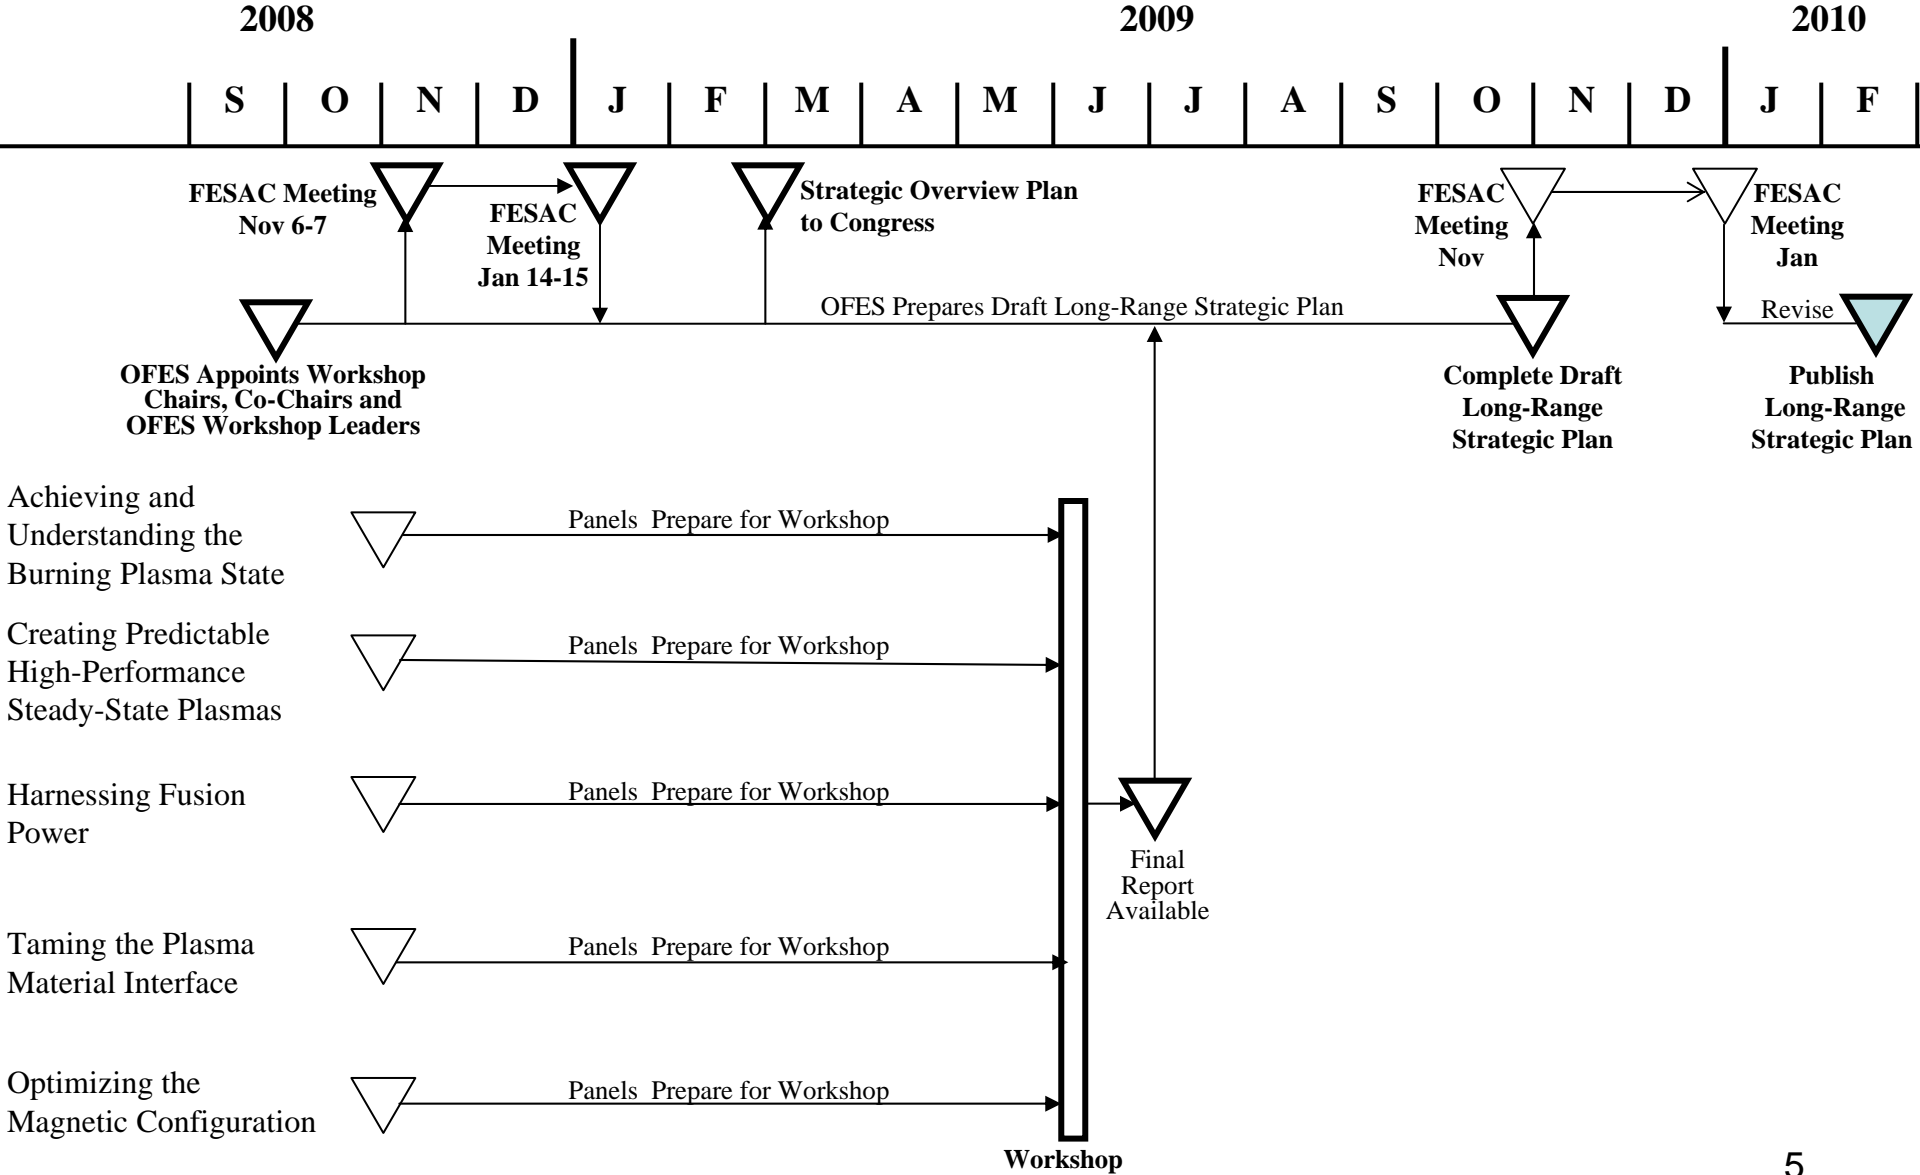 2008 2009 2010
S O N D J F M A M J J A S O N D J F
FESAC Meeting
Nov 6-7
FESAC
Meeting
Jan 14-15
Strategic Overview Plan
to Congress
FESAC
Meeting
Nov
FESAC
Meeting
Jan
OFES Prepares Draft Long-Range Strategic Plan
Revise
OFES Appoints Workshop
Chairs, Co-Chairs and
OFES Workshop Leaders
Complete Draft
Long-Range
Strategic Plan
Publish
Long-Range
Strategic Plan
Achieving and
Understanding the
Burning Plasma State
Panels Prepare for Workshop
Creating Predictable
High-Performance
Steady-State Plasmas
Panels Prepare for Workshop
Harnessing Fusion
Power
Panels Prepare for Workshop
Final
Report
Available
Taming the Plasma
Material Interface
Panels Prepare for Workshop
Optimizing the
Magnetic Configuration
Panels Prepare for Workshop
Workshop
5